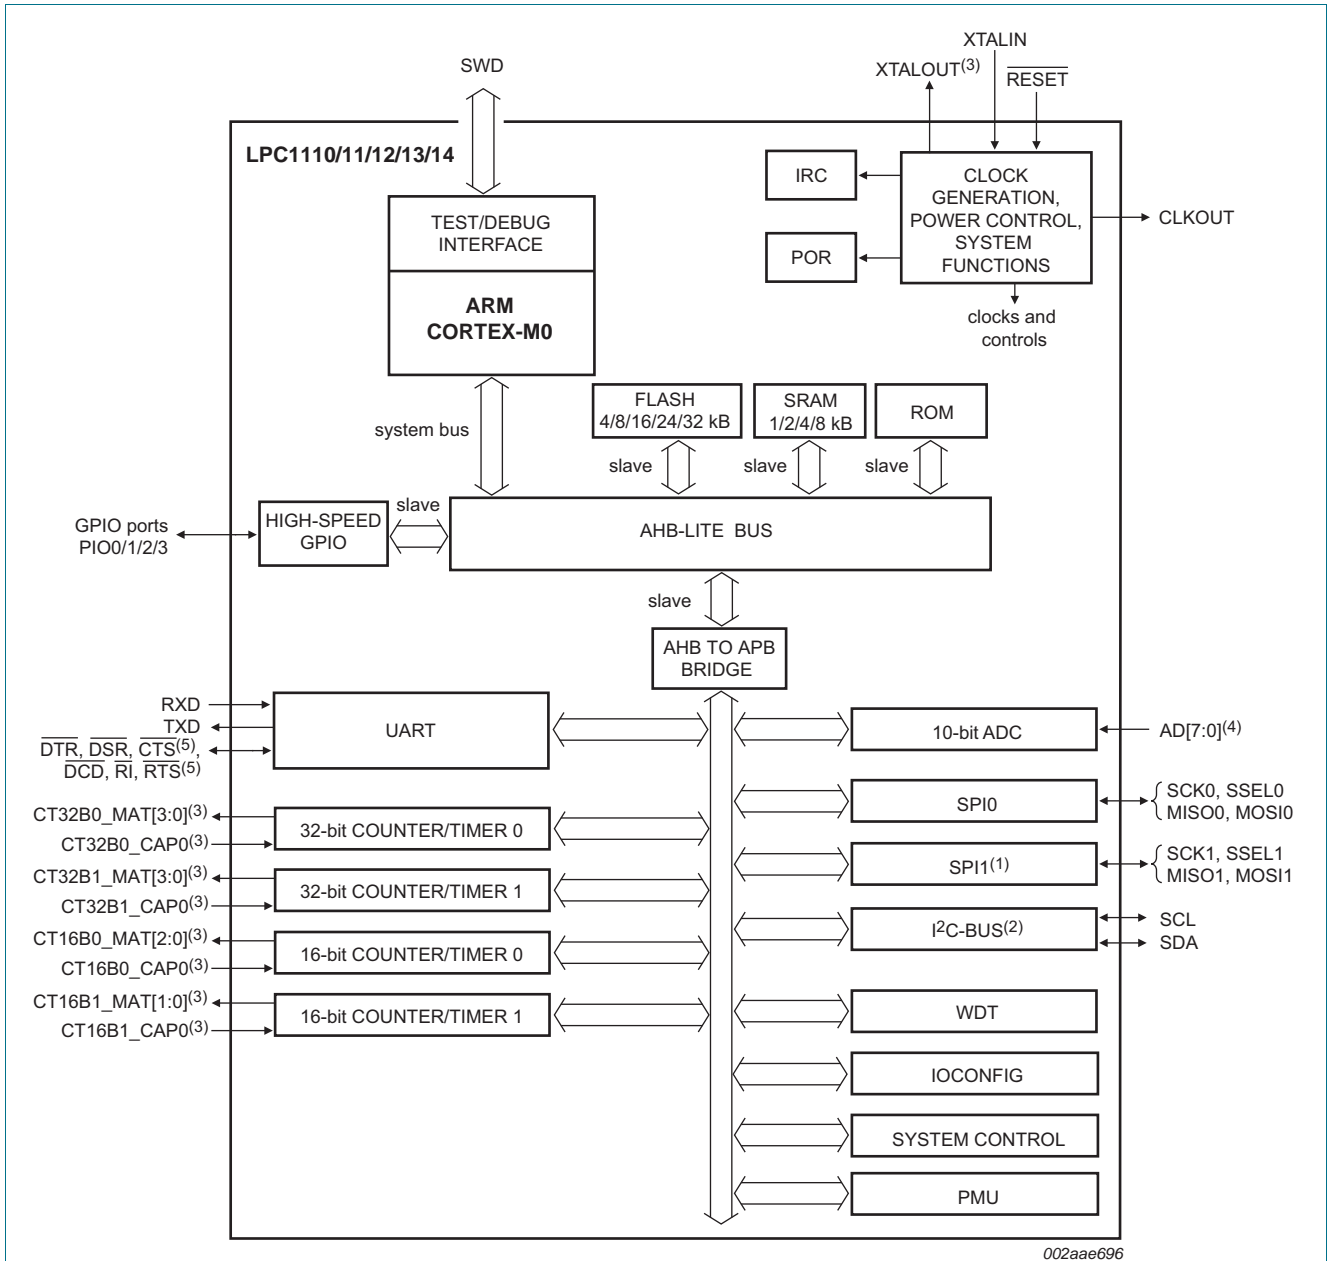 XTALIN
XTALOUT(3)
RESET
SWD
LPC1110/11/12/13/14
IRC
POR
CLOCK
GENERATION,
POWER CONTROL,
SYSTEM
FUNCTIONS
CLKOUT
clocks and
controls
TEST/DEBUG
INTERFACE
ARM
CORTEX-M0
system bus
FLASH
4/8/16/24/32 kB
SRAM
1/2/4/8 kB
ROM
slave
slave
slave
GPIO ports
PIO0/1/2/3
HIGH-SPEED
GPIO
slave
AHB-LITE BUS
slave
AHB TO APB
BRIDGE
RXD
TXD
DTR, DSR, CTS(5),
DCD, RI, RTS(5)
UART
10-bit ADC
AD[7:0](4)
CT32B0_MAT[3:0](3)
CT32B0_CAP0(3)
32-bit COUNTER/TIMER 0
SPI0
SCK0, SSEL0
MISO0, MOSI0
CT32B1_MAT[3:0](3)
CT32B1_CAP0(3)
32-bit COUNTER/TIMER 1
SPI1(1)
SCK1, SSEL1
MISO1, MOSI1
CT16B0_MAT[2:0](3)
CT16B0_CAP0(3)
16-bit COUNTER/TIMER 0
I2C-BUS(2)
SCL
SDA
CT16B1_MAT[1:0](3)
CT16B1_CAP0(3)
16-bit COUNTER/TIMER 1
WDT
IOCONFIG
SYSTEM CONTROL
PMU
002aae696